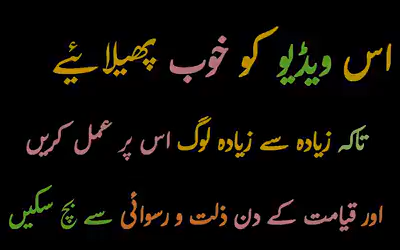 اس ویڈیو کو خوب پھیلائیے
تاکہ زیادہ سے زیادہ لوگ اس پر عمل کریں
اور قیامت کے دن ذلت و رسوائی سے بچ سکیں